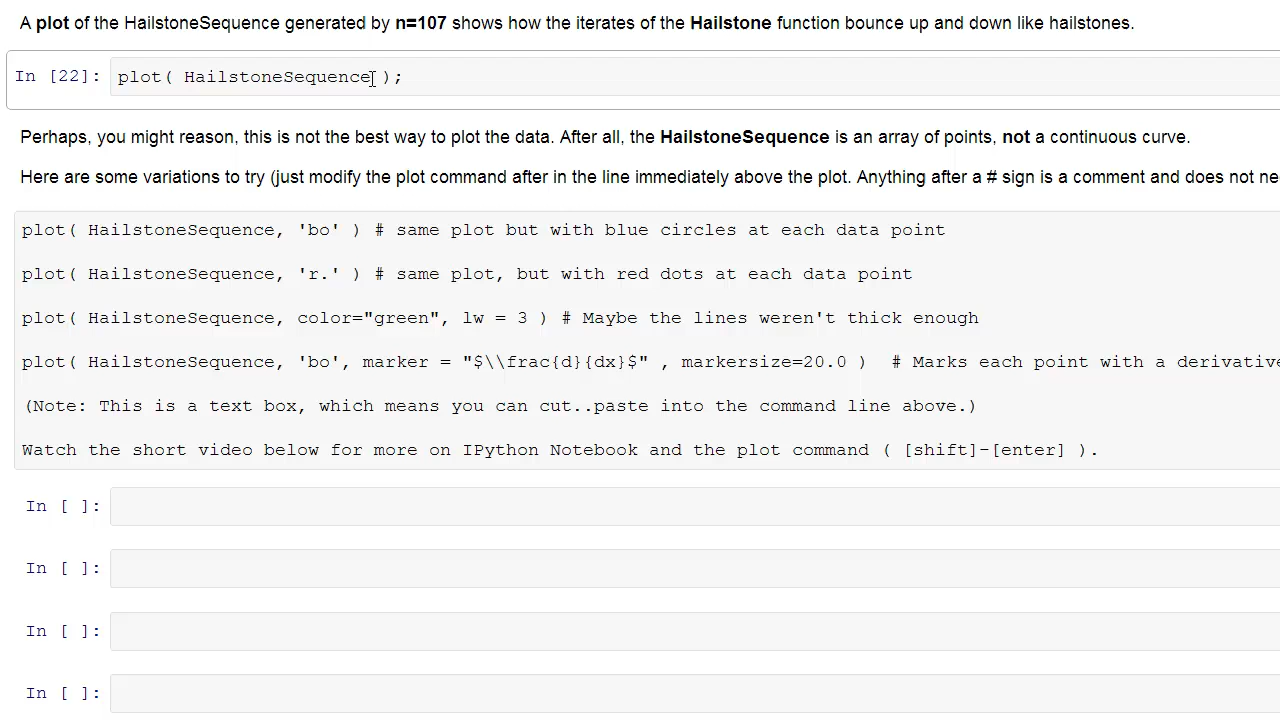 A plot of the HailstoneSequence generated by n=107 shows how the iterates of the Hailstone function bounce up and down like hailstones.
In [22]: plot( HailstoneSequence );
Perhaps, you might reason, this is not the best way to plot the data. After all, the HailstoneSequence is an array of points, not a continuous curve.
Here are some variations to try (just modify the plot command after in the line immediately above the plot. Anything after a # sign is a comment and does not ne
plot( HailstoneSequence, 'bo' ) # same plot but with blue circles at each data point
plot( HailstoneSequence, 'r.' ) # same plot, but with red dots at each data point
plot( HailstoneSequence, color="green", lw = 3 ) # Maybe the lines weren't thick enough
plot( HailstoneSequence, 'bo', marker = "$\\frac{d}{dx}$" , markersize=20.0 )  # Marks each point with a derivative
(Note: This is a text box, which means you can cut..paste into the command line above.)
Watch the short video below for more on IPython Notebook and the plot command ( [shift]-[enter] ).
In [ ]:
In [ ]:
In [ ]:
In [ ]: